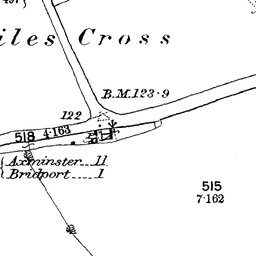 iles Cross
B.M.123·9
122
518 4·163
Axminster 11
Bridport 1
515
7·162